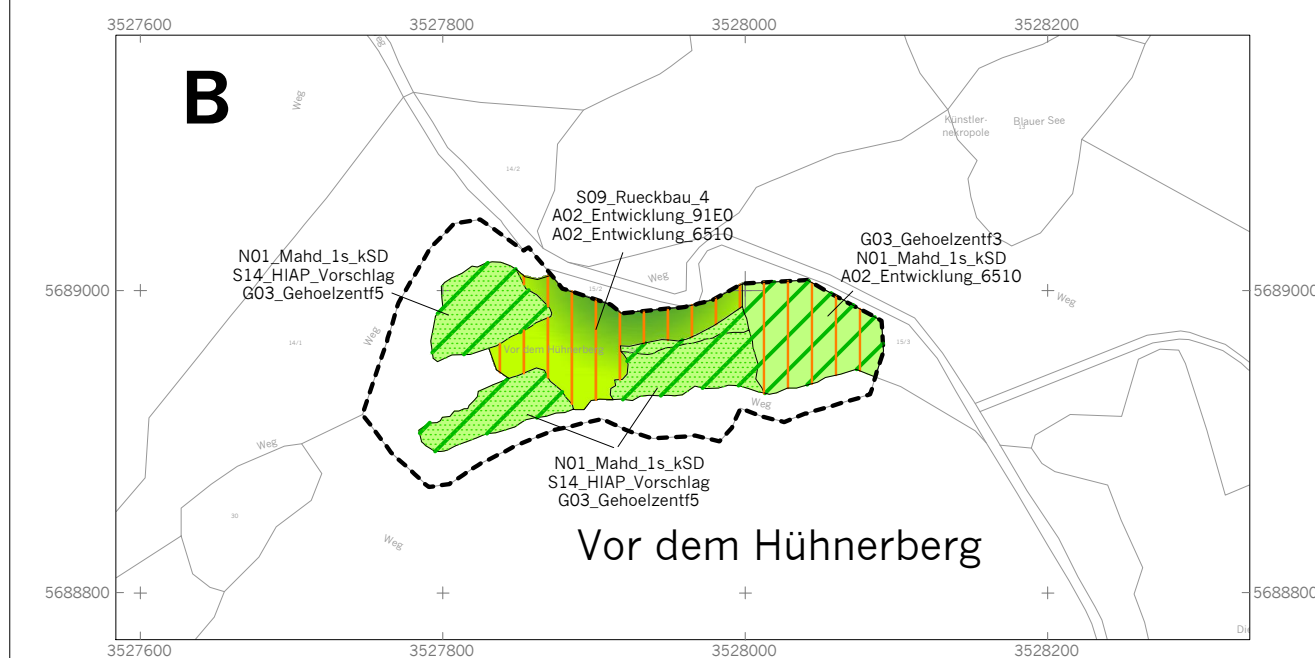 3527600 3527800 3528000 3528200
B
Weg
Weg
Künstler-
nekropole
Blauer See
13
14/2
S09_Rueckbau_4
A02_Entwicklung_91E0
A02_Entwicklung_6510
N01_Mahd_1s_kSD
S14_HIAP_Vorschlag
G03_Gehoelzentf5
G03_Gehoelzentf3
N01_Mahd_1s_kSD
A02_Entwicklung_6510
Weg
5689000 5689000
15/2
Weg
Weg
14/1
15/3
Vor dem Hühnerberg
Weg
Weg
N01_Mahd_1s_kSD
S14_HIAP_Vorschlag
G03_Gehoelzentf5
30
Weg
Vor dem Hühnerberg
5688800 5688800
Die
3527600 3527800 3528000 3528200